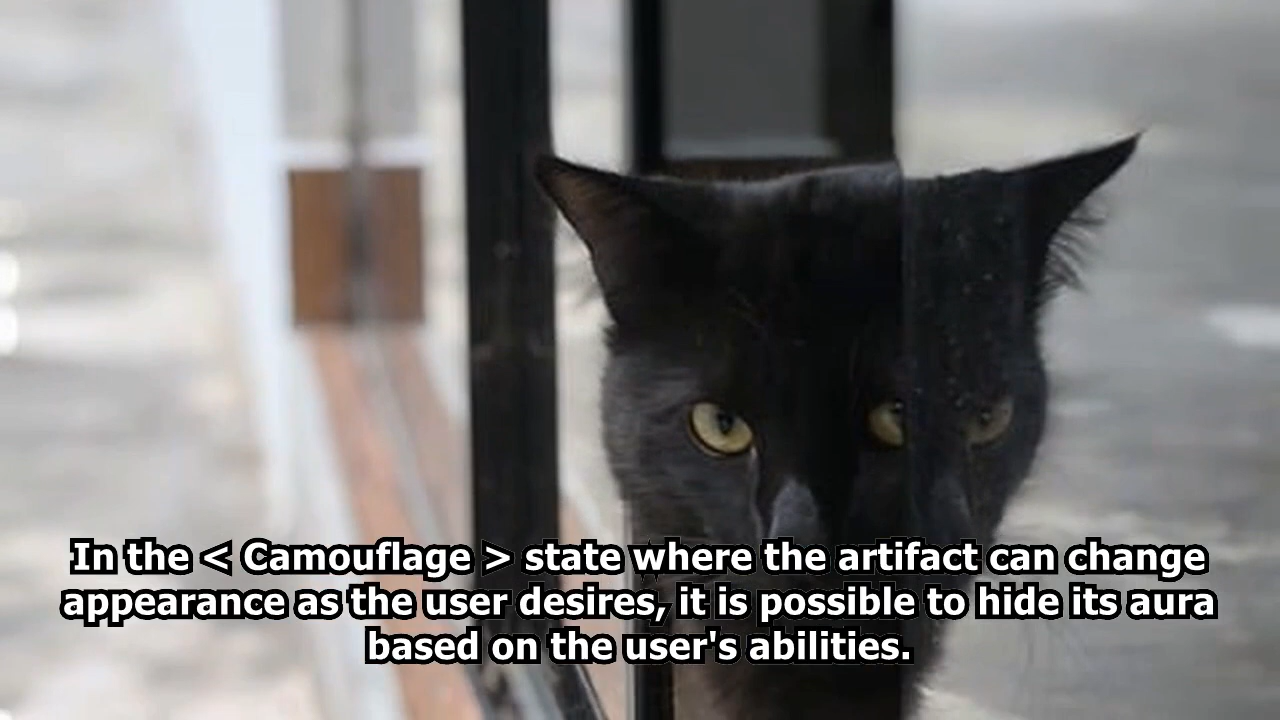 In the < Camouflage > state where the artifact can change
appearance as the user desires, it is possible to hide its aura
based on the user's abilities.